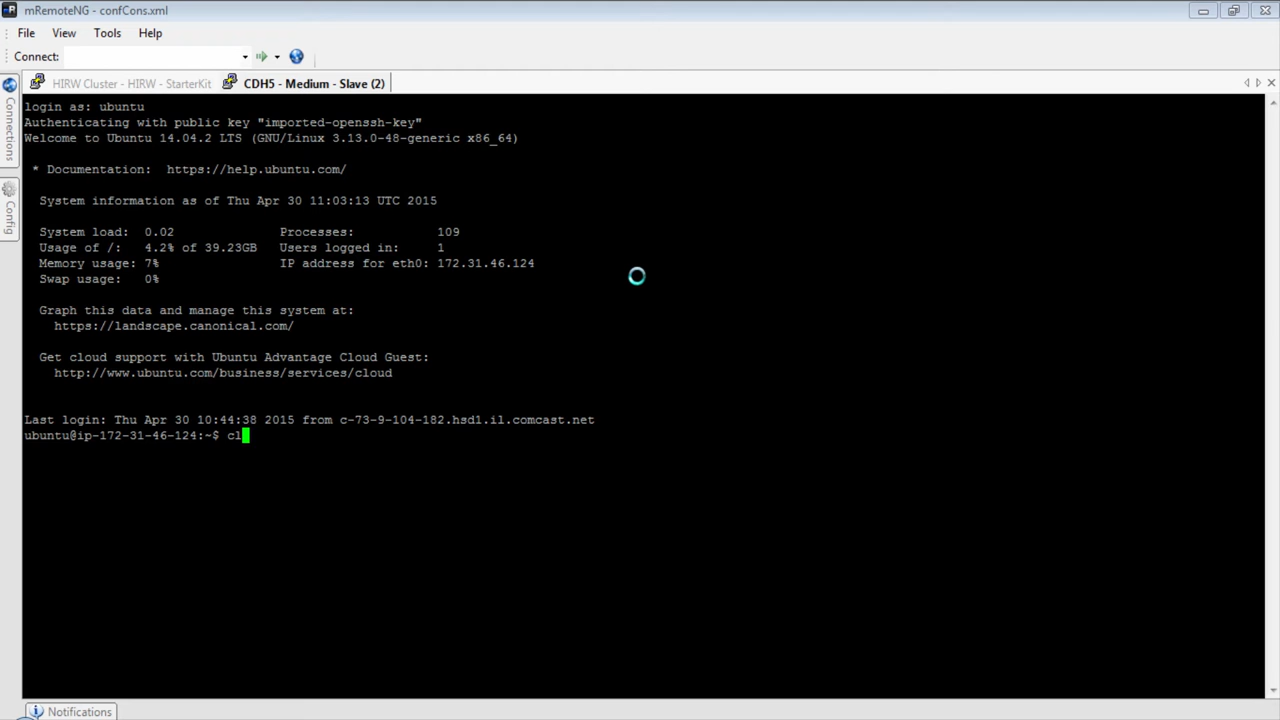 mRemoteNG - confCons.xml
File View Tools Help
Connect:
HIRW Cluster - HIRW - StarterKit CDH5 - Medium - Slave (2)
Connections
Config
login as: ubuntu
Authenticating with public key "imported-openssh-key"
Welcome to Ubuntu 14.04.2 LTS (GNU/Linux 3.13.0-48-generic x86_64)
* Documentation: https://help.ubuntu.com/
System information as of Thu Apr 30 11:03:13 UTC 2015
System load: 0.02 Processes: 109
Usage of /: 4.2% of 39.23GB Users logged in: 1
Memory usage: 7% IP address for eth0: 172.31.46.124
Swap usage: 0%
Graph this data and manage this system at:
https://landscape.canonical.com/
Get cloud support with Ubuntu Advantage Cloud Guest:
http://www.ubuntu.com/business/services/cloud
Last login: Thu Apr 30 10:44:38 2015 from c-73-9-104-182.hsd1.il.comcast.net
ubuntu@ip-172-31-46-124:~$ cl
Notifications